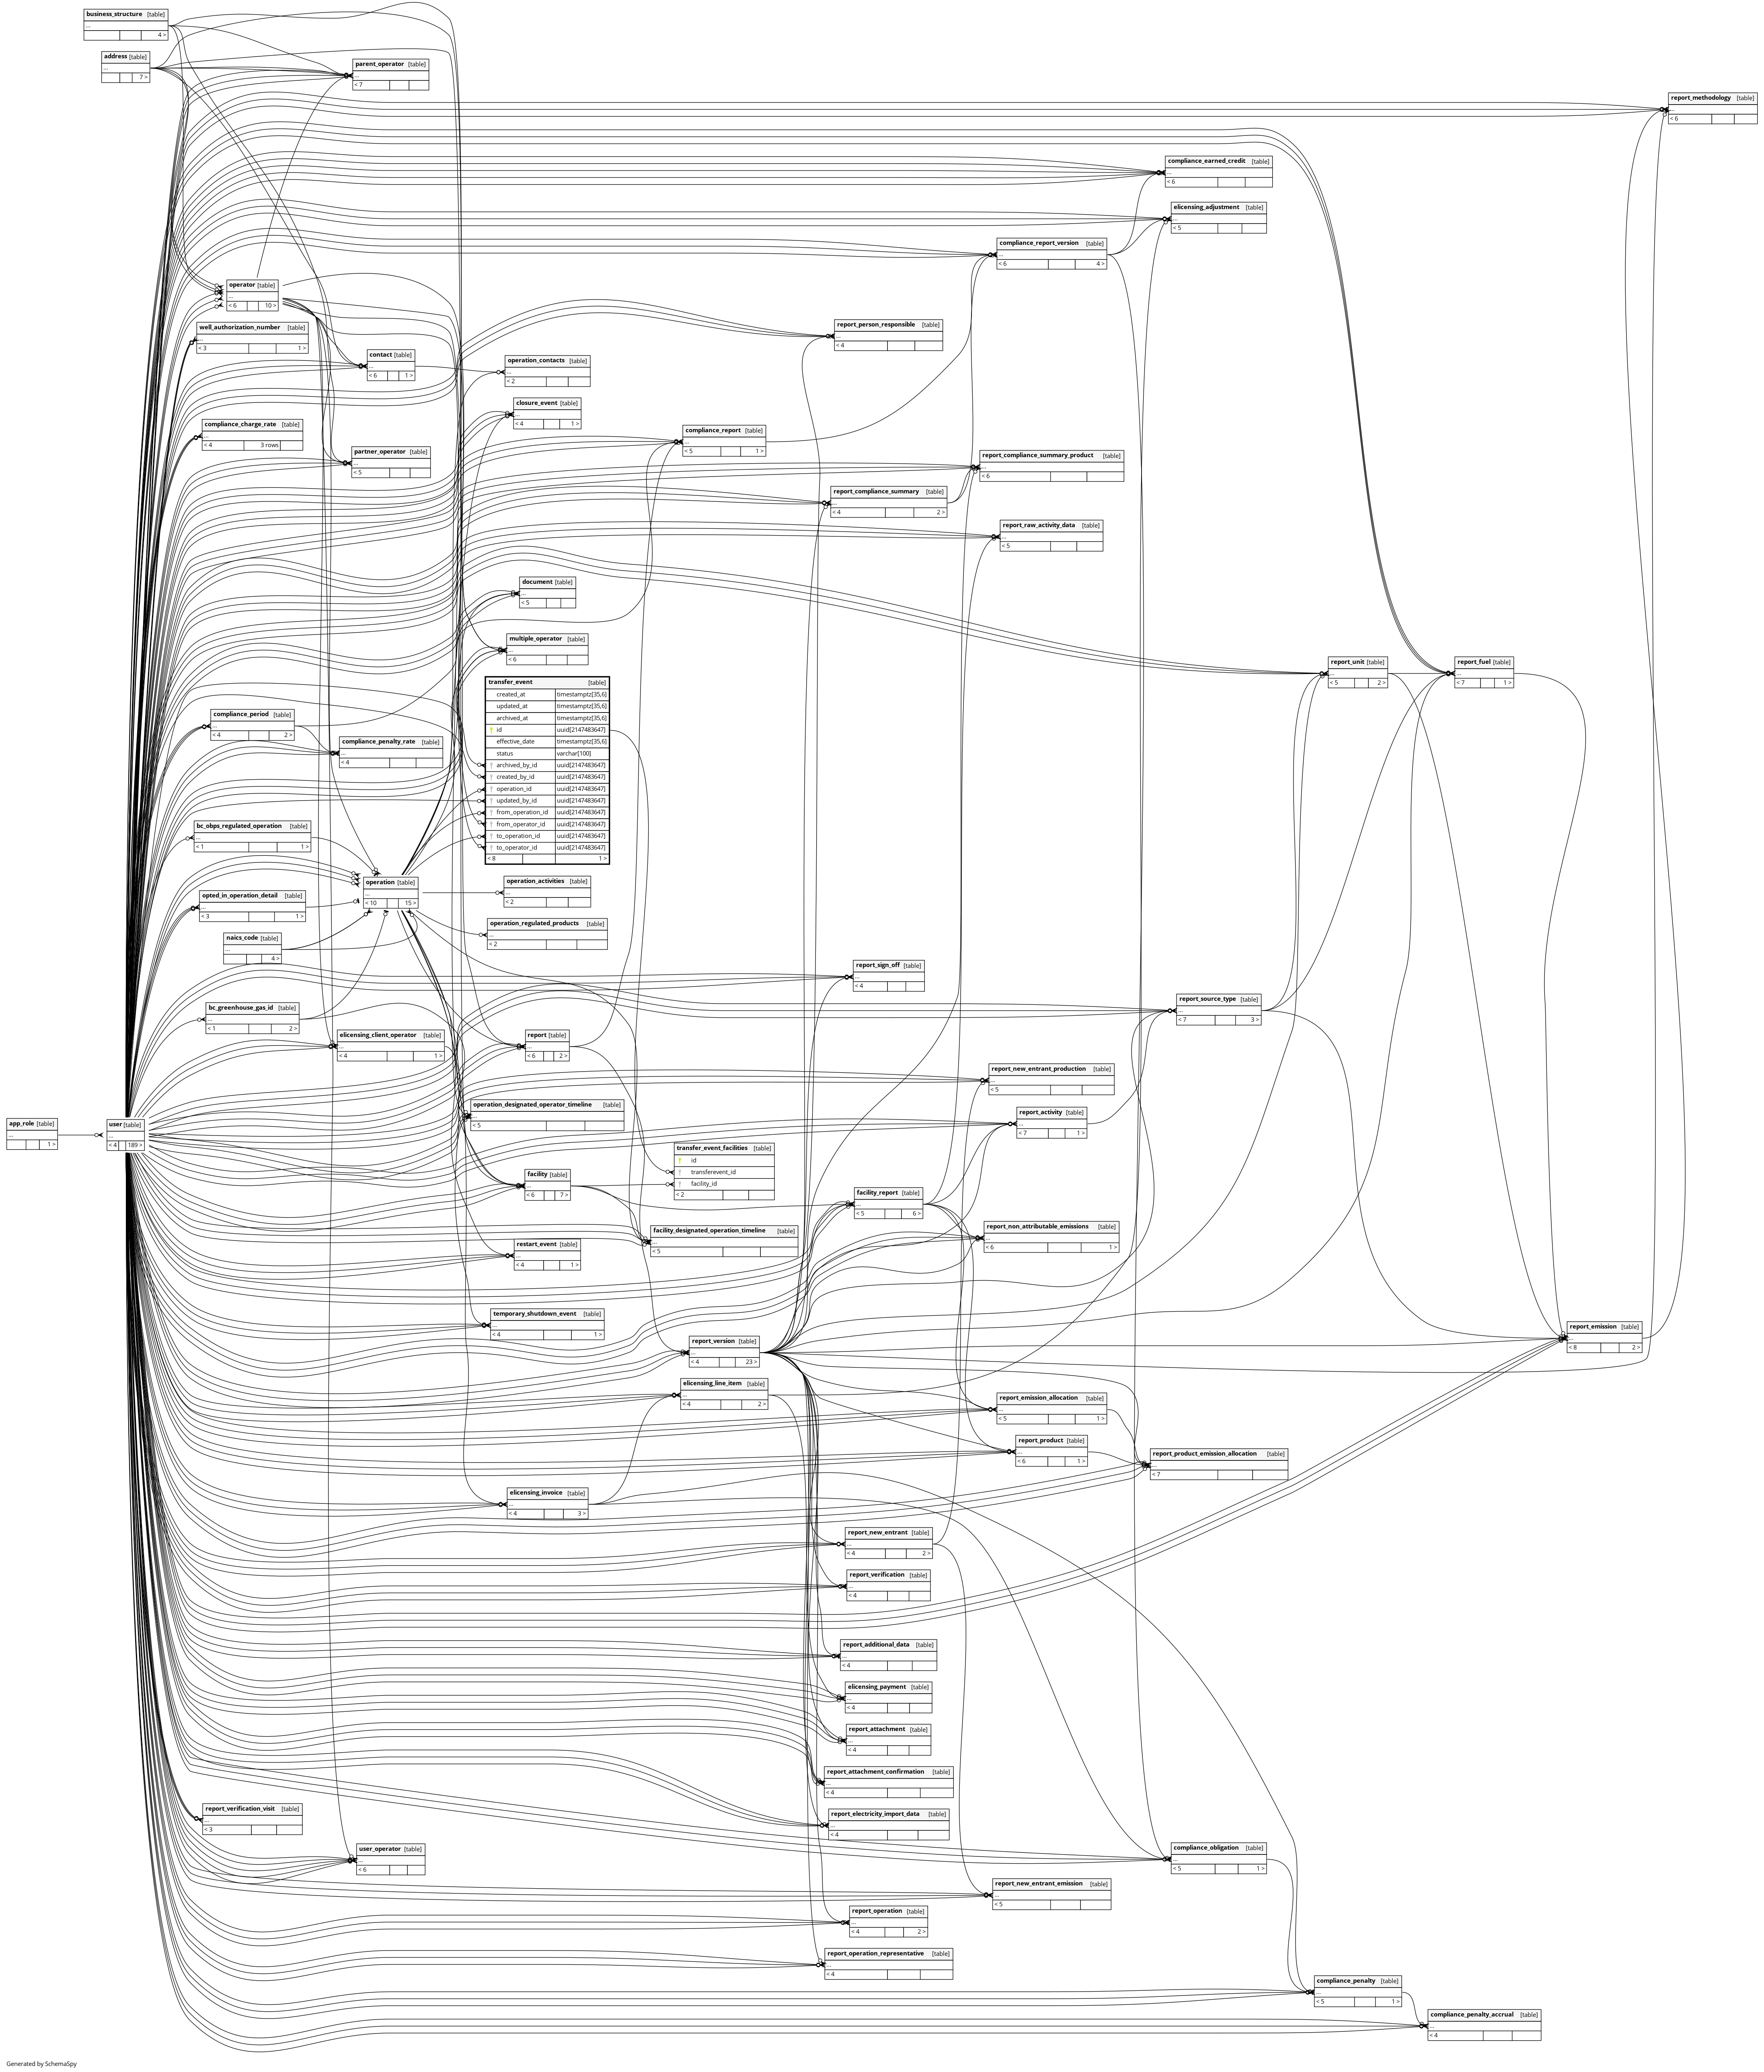 business_structure [table]
...
4 >
address [table]
...
7 >
parent_operator [table]
...
< 7
report_methodology [table]
...
< 6
compliance_earned_credit [table]
...
< 6
elicensing_adjustment [table]
...
< 5
compliance_report_version [table]
...
< 6 4 >
operator [table]
...
< 6 10 >
well_authorization_number [table]
...
< 3 1 >
report_person_responsible [table]
...
< 4
contact [table]
...
< 6 1 >
operation_contacts [table]
...
< 2
closure_event [table]
...
< 4 1 >
compliance_charge_rate [table]
...
< 4 3 rows
compliance_report [table]
...
< 5 1 >
partner_operator [table]
...
< 5
report_compliance_summary_product [table]
...
< 6
report_compliance_summary [table]
...
< 4 2 >
report_raw_activity_data [table]
...
< 5
document [table]
...
< 5
multiple_operator [table]
...
< 6
report_unit [table]
...
< 5 2 >
report_fuel [table]
...
< 7 1 >
transfer_event [table]
created_at timestamptz[35,6]
updated_at timestamptz[35,6]
archived_at timestamptz[35,6]
id uuid[2147483647]
effective_date timestamptz[35,6]
status varchar[100]
archived_by_id uuid[2147483647]
created_by_id uuid[2147483647]
operation_id uuid[2147483647]
updated_by_id uuid[2147483647]
from_operation_id uuid[2147483647]
from_operator_id uuid[2147483647]
to_operation_id uuid[2147483647]
to_operator_id uuid[2147483647]
< 8 1 >
compliance_period [table]
...
< 4 2 >
compliance_penalty_rate [table]
...
< 4
bc_obps_regulated_operation [table]
...
< 1 1 >
operation [table]
...
< 10 15 >
operation_activities [table]
...
< 2
opted_in_operation_detail [table]
...
< 3 1 >
operation_regulated_products [table]
...
< 2
naics_code [table]
...
4 >
report_sign_off [table]
...
< 4
report_source_type [table]
...
< 7 3 >
bc_greenhouse_gas_id [table]
...
< 1 2 >
elicensing_client_operator [table]
...
< 4 1 >
report [table]
...
< 6 2 >
report_new_entrant_production [table]
...
< 5
operation_designated_operator_timeline [table]
...
< 5
report_activity [table]
...
< 7 1 >
app_role [table]
...
1 >
user [table]
...
< 4 189 >
transfer_event_facilities [table]
id
transferevent_id
facility_id
< 2
facility [table]
...
< 6 7 >
facility_report [table]
...
< 5 6 >
report_non_attributable_emissions [table]
...
< 6 1 >
facility_designated_operation_timeline [table]
...
< 5
restart_event [table]
...
< 4 1 >
temporary_shutdown_event [table]
...
< 4 1 >
report_emission [table]
...
< 8 2 >
report_version [table]
...
< 4 23 >
elicensing_line_item [table]
...
< 4 2 >
report_emission_allocation [table]
...
< 5 1 >
report_product [table]
...
< 6 1 >
report_product_emission_allocation [table]
...
< 7
elicensing_invoice [table]
...
< 4 3 >
report_new_entrant [table]
...
< 4 2 >
report_verification [table]
...
< 4
report_additional_data [table]
...
< 4
elicensing_payment [table]
...
< 4
report_attachment [table]
...
< 4
report_attachment_confirmation [table]
...
< 4
report_verification_visit [table]
...
< 3
report_electricity_import_data [table]
...
< 4
user_operator [table]
...
< 6
compliance_obligation [table]
...
< 5 1 >
report_new_entrant_emission [table]
...
< 5
report_operation [table]
...
< 4 2 >
report_operation_representative [table]
...
< 4
compliance_penalty [table]
...
< 5 1 >
compliance_penalty_accrual [table]
...
< 4
Generated by SchemaSpy